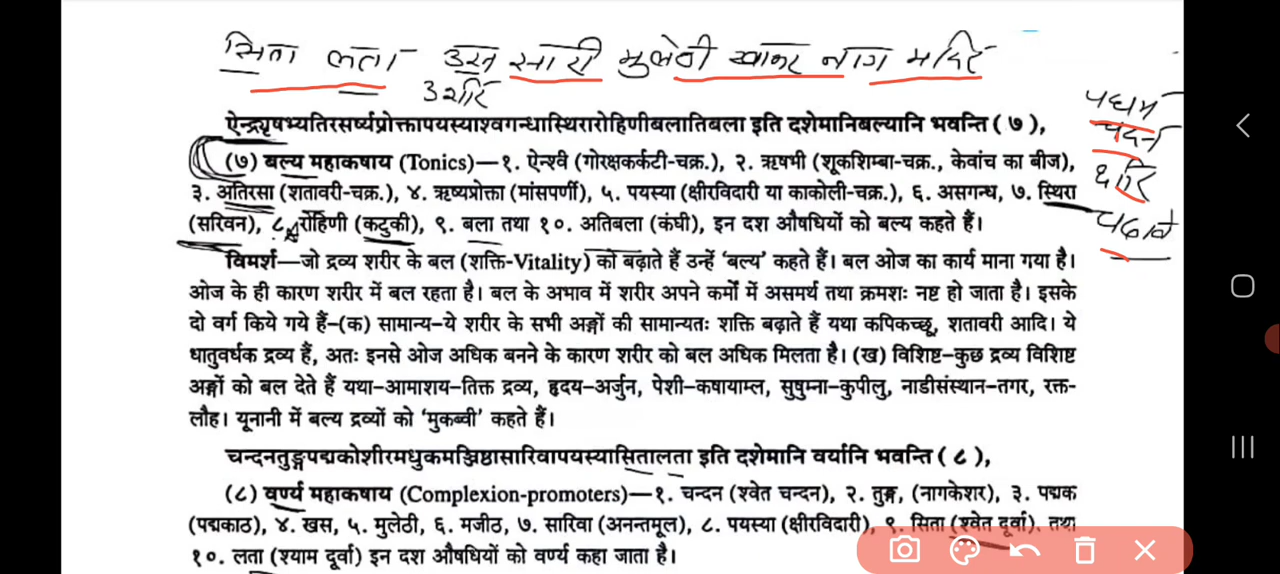 सिता लता उसन सारी मुलेठी खाकर नाग मंदिर
उशीर
पद्यम
चंदन
क्षीर
ऐन्द्र्यृषभ्यतिरसर्ष्यप्रोक्तापयस्याश्वगन्धास्थिरारोहिणीबलातिबला इति दशेमानिबल्यानि भवन्ति (७),
(७) बल्य महाकषाय (Tonics)—१. ऐन्श्वी (गोरक्षकर्कटी-चक्र.), २. ऋषभी (शूकशिम्बा-चक्र., केवांच का बीज),
३. अतिरसा (शतावरी-चक्र.), ४. ऋष्यप्रोक्ता (मांसपर्णी), ५. पयस्या (क्षीरविदारी या काकोली-चक्र.), ६. असगन्ध, ७. स्थिरा
(सरिवन), ८. रोहिणी (कटुकी), ९. बला तथा १०. अतिबला (कंघी), इन दश औषधियों को बल्य कहते हैं।
विमर्श—जो द्रव्य शरीर के बल (शक्ति-Vitality) को बढ़ाते हैं उन्हें ‘बल्य’ कहते हैं। बल ओज का कार्य माना गया है।
ओज के ही कारण शरीर में बल रहता है। बल के अभाव में शरीर अपने कर्मों में असमर्थ तथा क्रमशः नष्ट हो जाता है। इसके
दो वर्ग किये गये हैं–(क) सामान्य–ये शरीर के सभी अङ्गों की सामान्यतः शक्ति बढ़ाते हैं यथा कपिकच्छू, शतावरी आदि। ये
धातुवर्धक द्रव्य हैं, अतः इनसे ओज अधिक बनने के कारण शरीर को बल अधिक मिलता है। (ख) विशिष्ट–कुछ द्रव्य विशिष्ट
अङ्गों को बल देते हैं यथा–आमाशय–तिक्त द्रव्य, हृदय–अर्जुन, पेशी–कषायाम्ल, सुषुम्ना–कुपीलु, नाडीसंस्थान–तगर, रक्त-
लौह। यूनानी में बल्य द्रव्यों को ‘मुकब्वी’ कहते हैं।
चन्दनतुङ्गपद्मकोशीरमधुकमञ्जिष्ठासारिवापयस्यासितालता इति दशेमानि वर्यानि भवन्ति (८),
(८) वर्ण्य महाकषाय (Complexion-promoters)—१. चन्दन (श्वेत चन्दन), २. तुङ्ग, (नागकेशर), ३. पद्मक
(पद्मकाठ), ४. खस, ५. मुलेठी, ६. मजीठ, ७. सारिवा (अनन्तमूल), ८. पयस्या (क्षीरविदारी), ९. सिता (श्वेत दूर्वा), तथा
१०. लता (श्याम दूर्वा) इन दश औषधियों को वर्ण्य कहा जाता है।